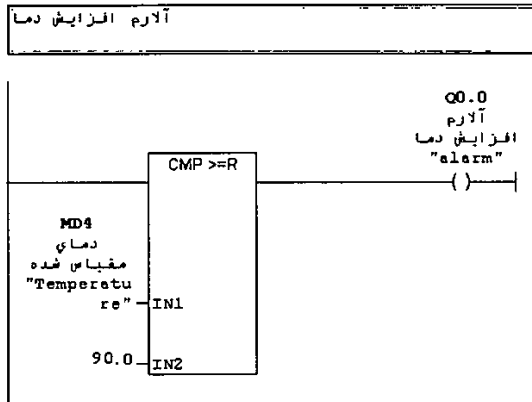 آلارم افزایش دما
Q0.0
آلارم
افزایش دما
"alarm"
CMP >=R
( )
MD4
دماي
مقیاس شده
"Temperatu
re"
IN1
90.0
IN2